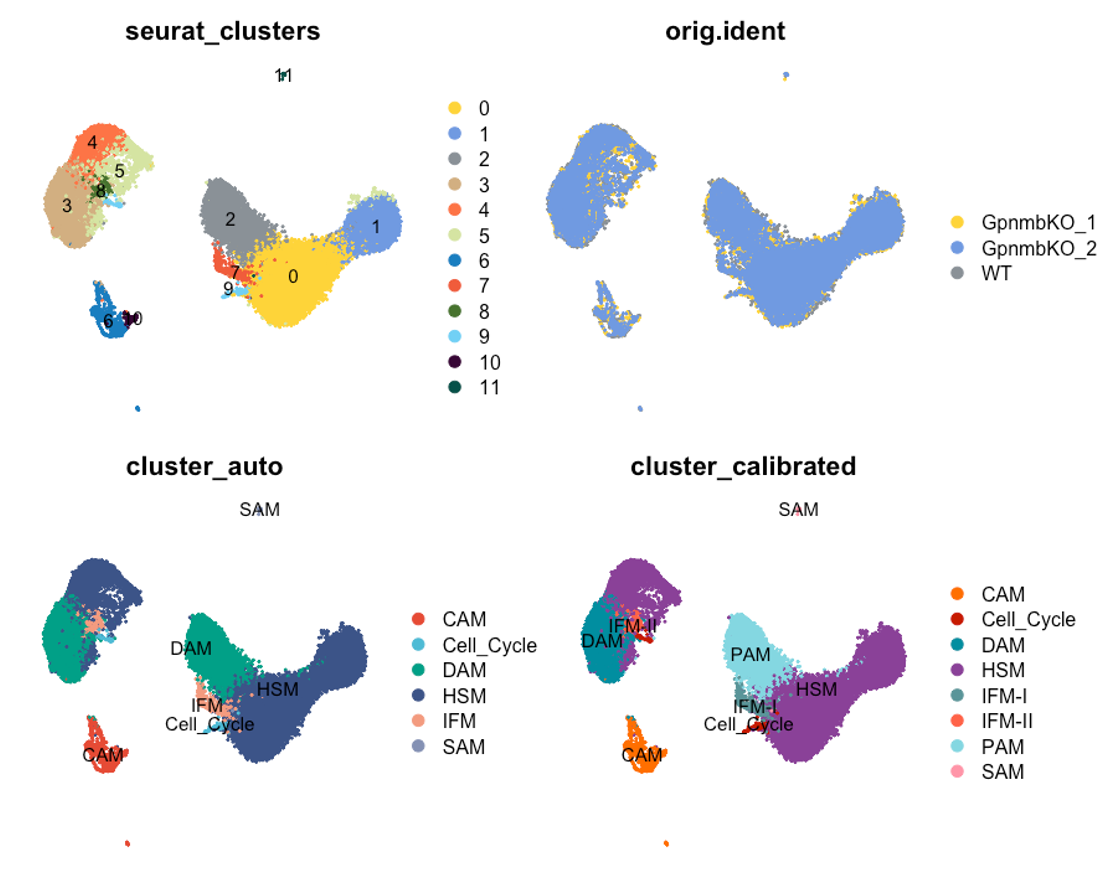 seurat_clusters
11
4
5
8
3
2
1
7
0
9
6
10
0
1
2
3
4
5
6
7
8
9
10
11
orig.ident
GpnmbKO_1
GpnmbKO_2
WT
cluster_auto
SAM
DAM
HSM
IFM
Cell_Cycle
CAM
CAM
Cell_Cycle
DAM
HSM
IFM
SAM
cluster_calibrated
SAM
IFM-II
DAM
PAM
HSM
IFM-I
Cell_Cycle
CAM
CAM
Cell_Cycle
DAM
HSM
IFM-I
IFM-II
PAM
SAM